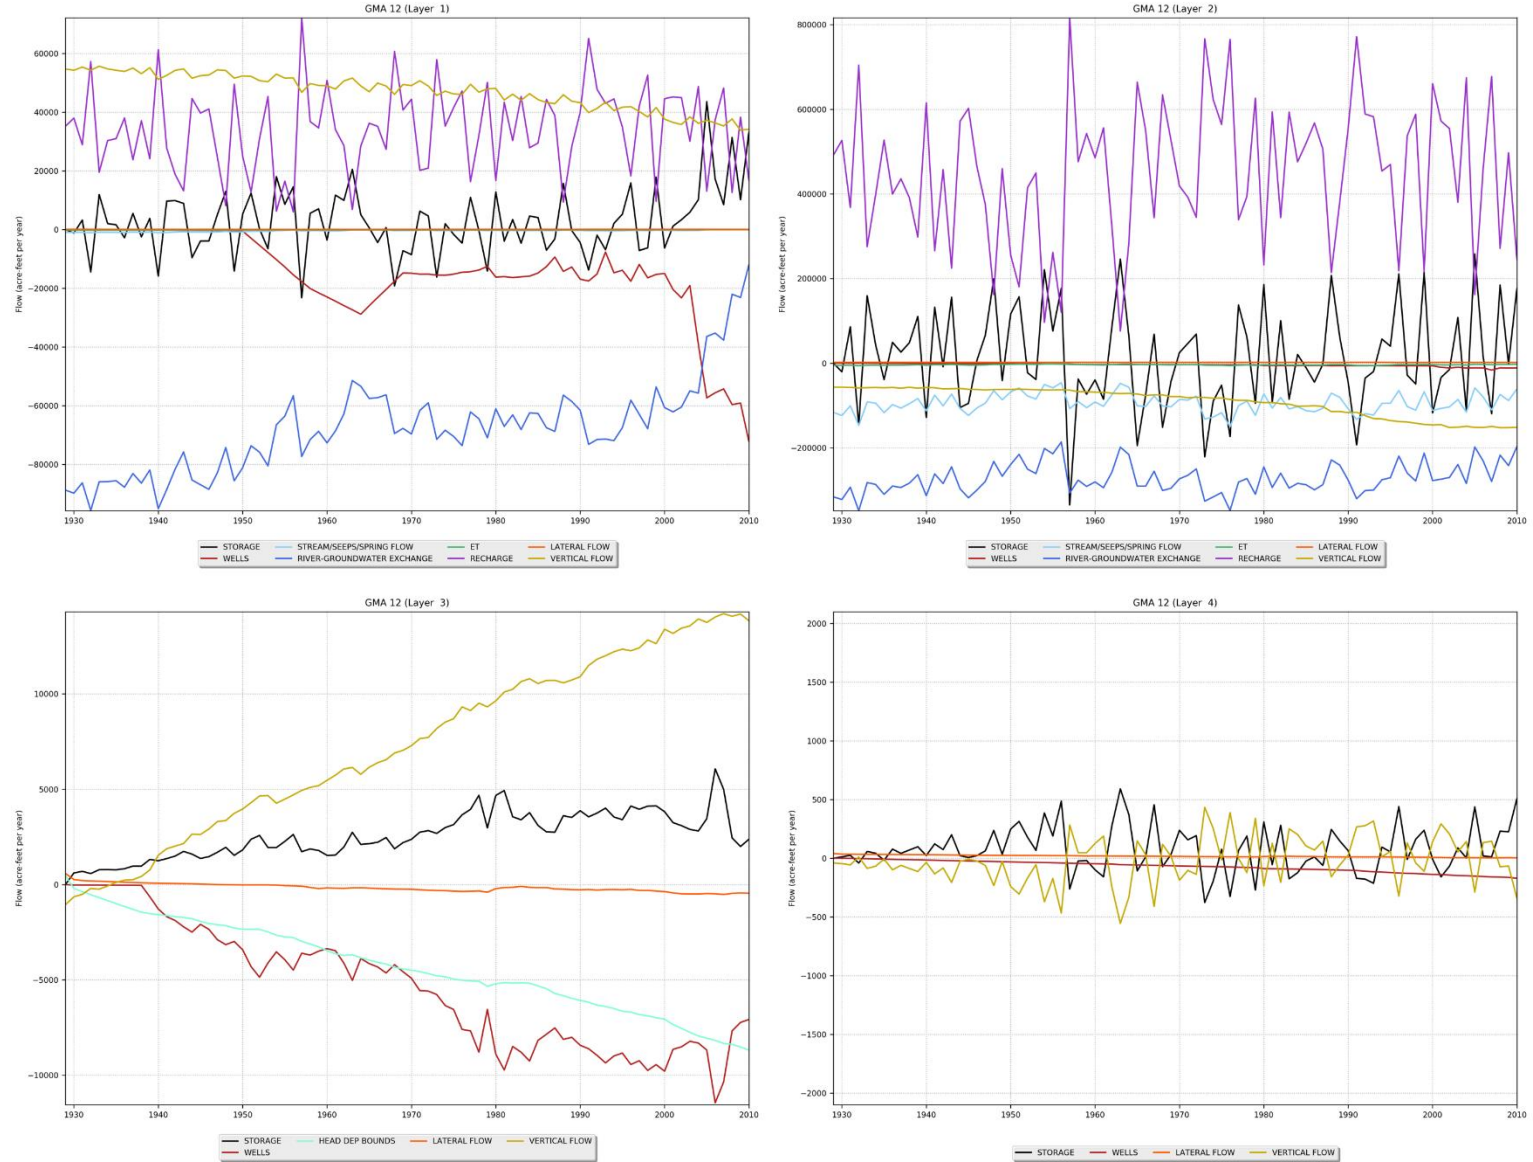 GMA 12 (Layer 1)
60000
40000
20000
0
−20000
−40000
−60000
−80000
Flow (acre-feet per year)
1930 1940 1950 1960 1970 1980 1990 2000 2010
STORAGE STREAM/SEEPS/SPRING FLOW ET LATERAL FLOW
WELLS RIVER-GROUNDWATER EXCHANGE RECHARGE VERTICAL FLOW
GMA 12 (Layer 2)
800000
600000
400000
200000
0
−200000
Flow (acre-feet per year)
1930 1940 1950 1960 1970 1980 1990 2000 2010
STORAGE STREAM/SEEPS/SPRING FLOW ET LATERAL FLOW
WELLS RIVER-GROUNDWATER EXCHANGE RECHARGE VERTICAL FLOW
GMA 12 (Layer 3)
10000
5000
0
−5000
−10000
Flow (acre-feet per year)
1930 1940 1950 1960 1970 1980 1990 2000 2010
STORAGE HEAD DEP BOUNDS LATERAL FLOW VERTICAL FLOW
WELLS
GMA 12 (Layer 4)
2000
1500
1000
500
0
−500
−1000
−1500
−2000
Flow (acre-feet per year)
1930 1940 1950 1960 1970 1980 1990 2000 2010
STORAGE WELLS LATERAL FLOW VERTICAL FLOW